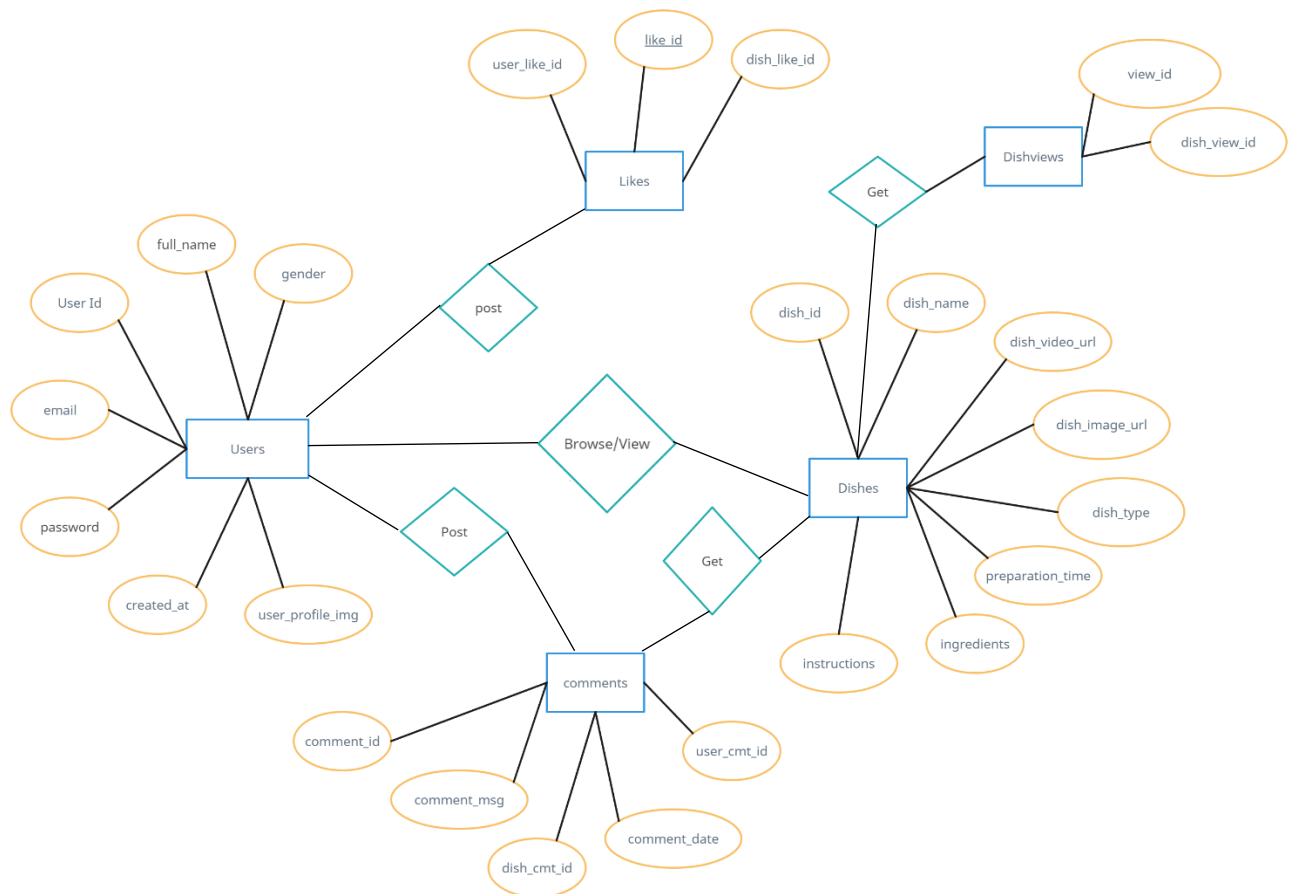 like_id
user_like_id
dish_like_id
view_id
dish_view_id
Dishviews
Likes
Get
full_name
gender
User Id
post
dish_id
dish_name
dish_video_url
email
Users
Browse/View
dish_image_url
Dishes
password
Post
dish_type
Get
preparation_time
created_at
user_profile_img
ingredients
instructions
comments
comment_id
user_cmt_id
comment_msg
comment_date
dish_cmt_id